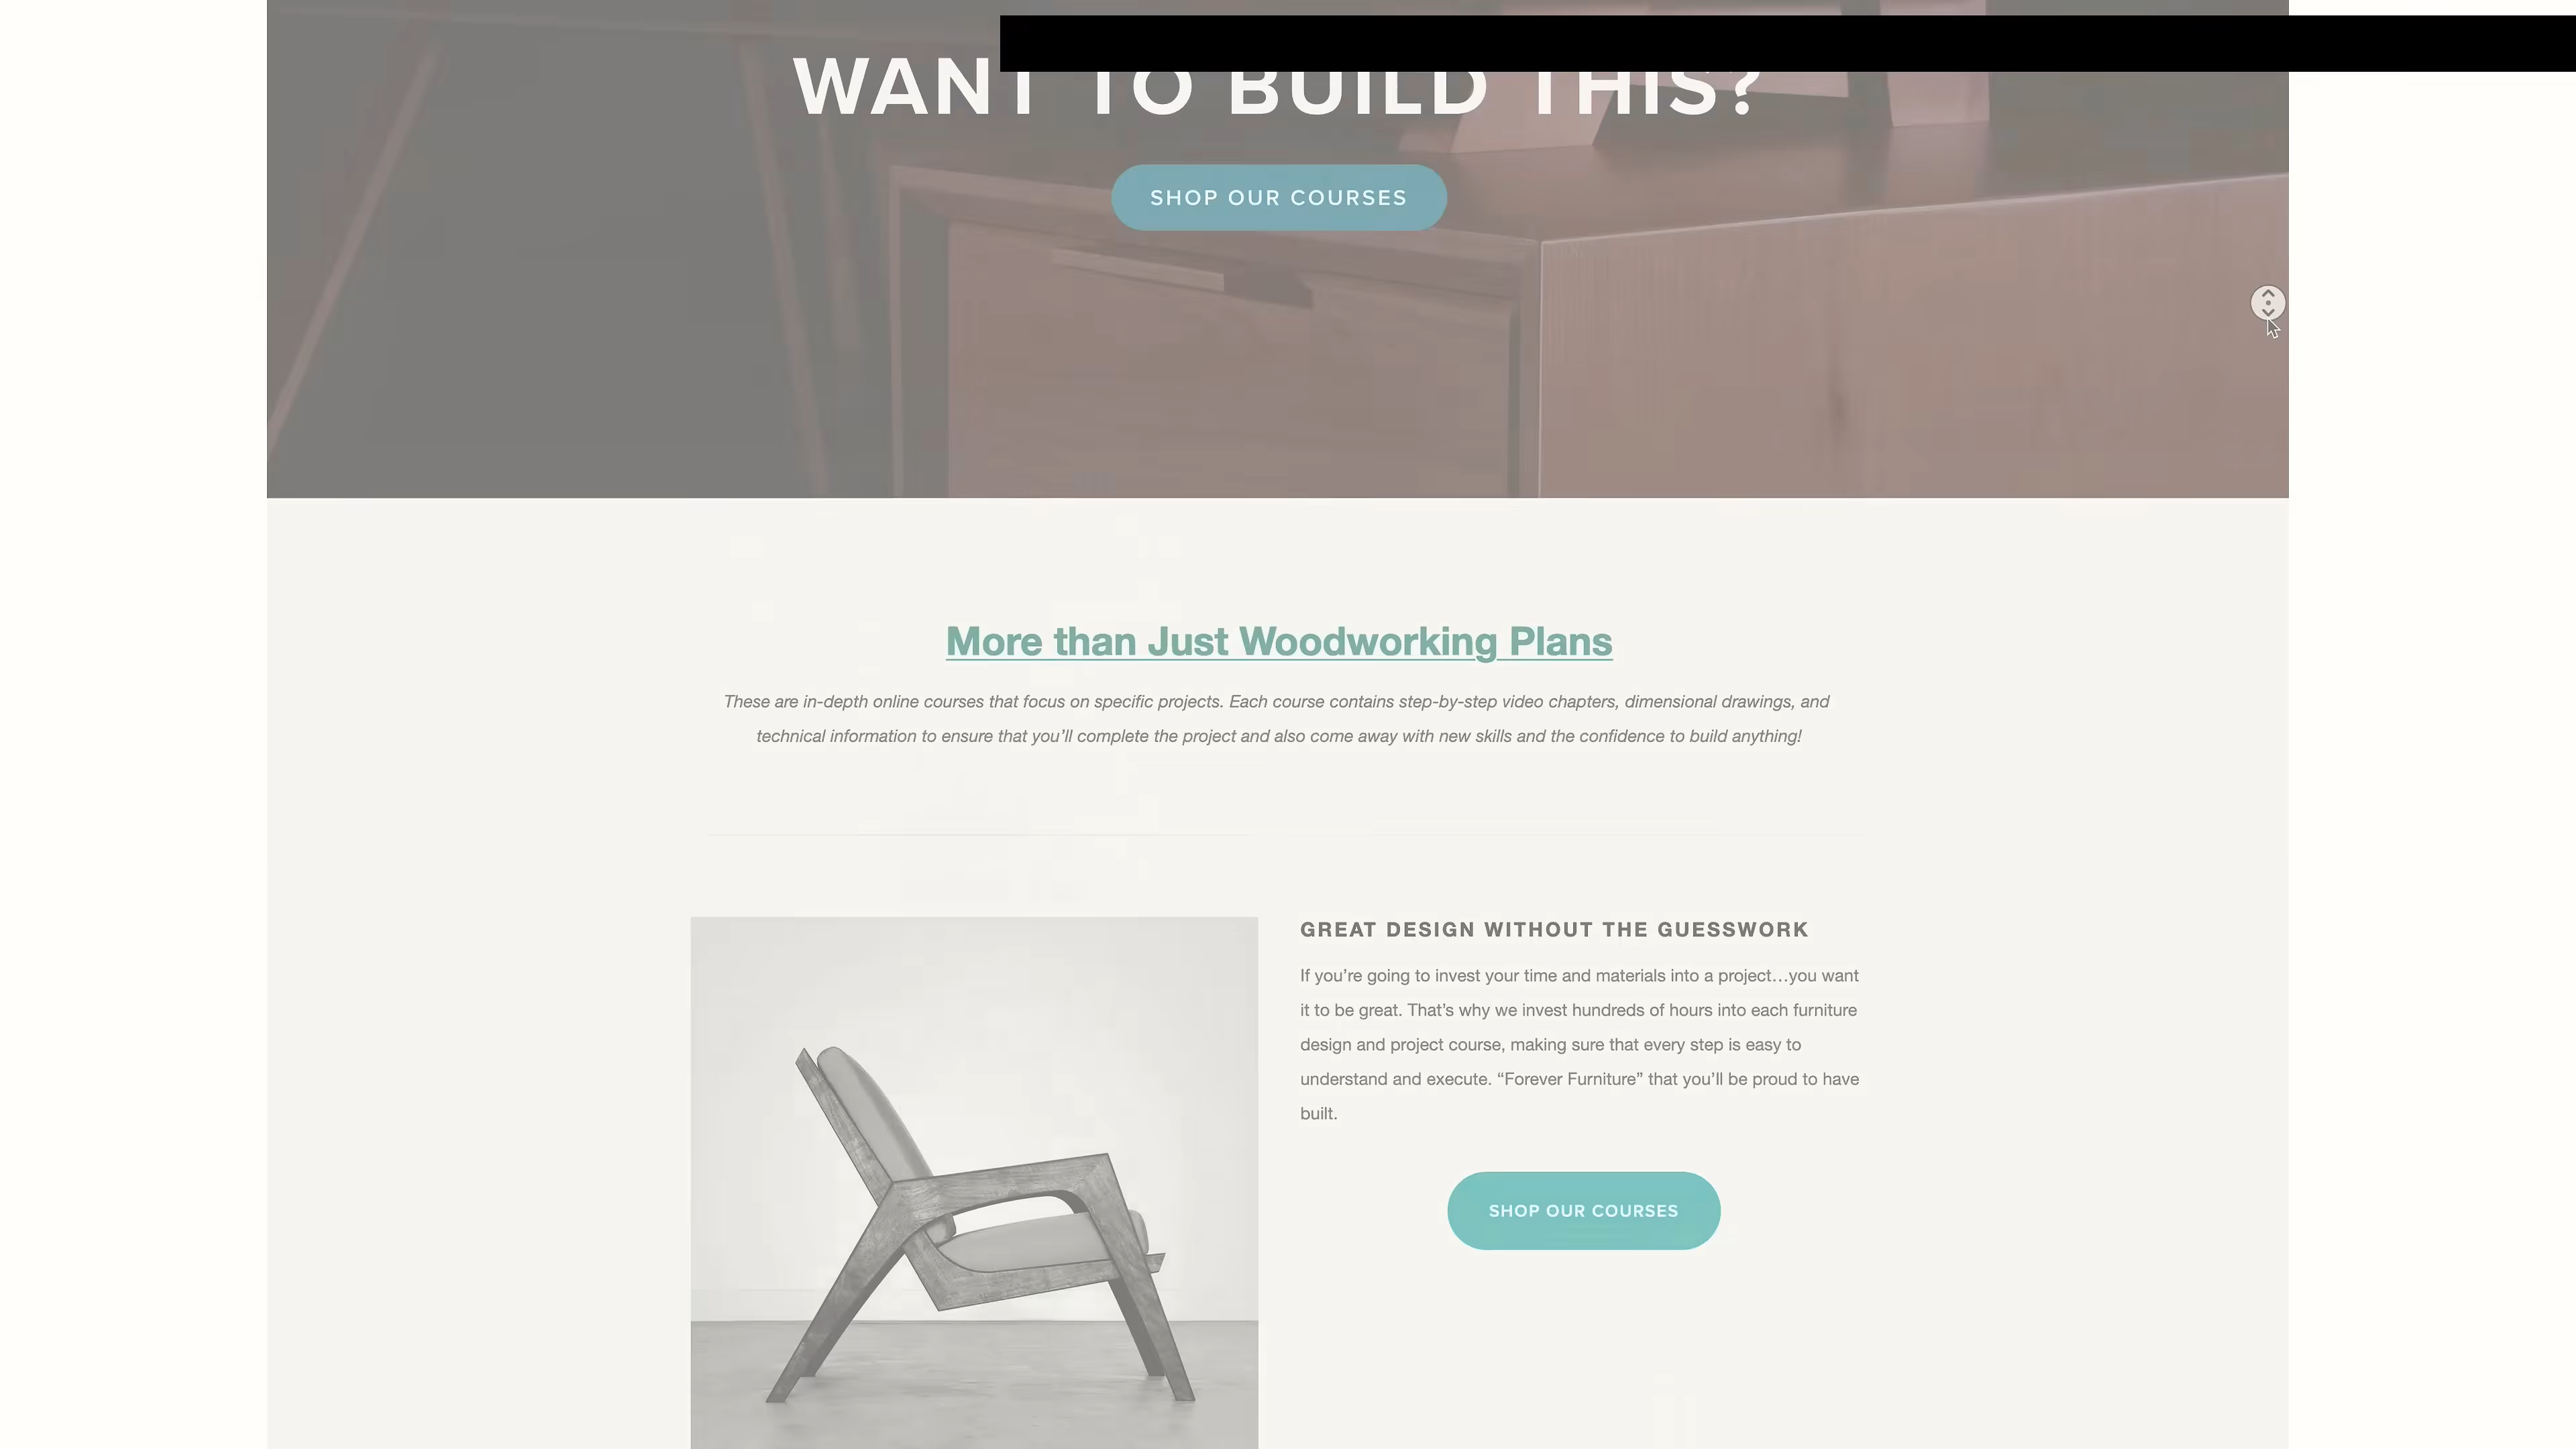 WANT TO BUILD THIS?
SHOP OUR COURSES
More than Just Woodworking Plans
These are in-depth online courses that focus on specific projects. Each course contains step-by-step video chapters, dimensional drawings, and
technical information to ensure that you’ll complete the project and also come away with new skills and the confidence to build anything!
GREAT DESIGN WITHOUT THE GUESSWORK
If you’re going to invest your time and materials into a project…you want
it to be great. That’s why we invest hundreds of hours into each furniture
design and project course, making sure that every step is easy to
understand and execute. “Forever Furniture” that you’ll be proud to have
built.
SHOP OUR COURSES